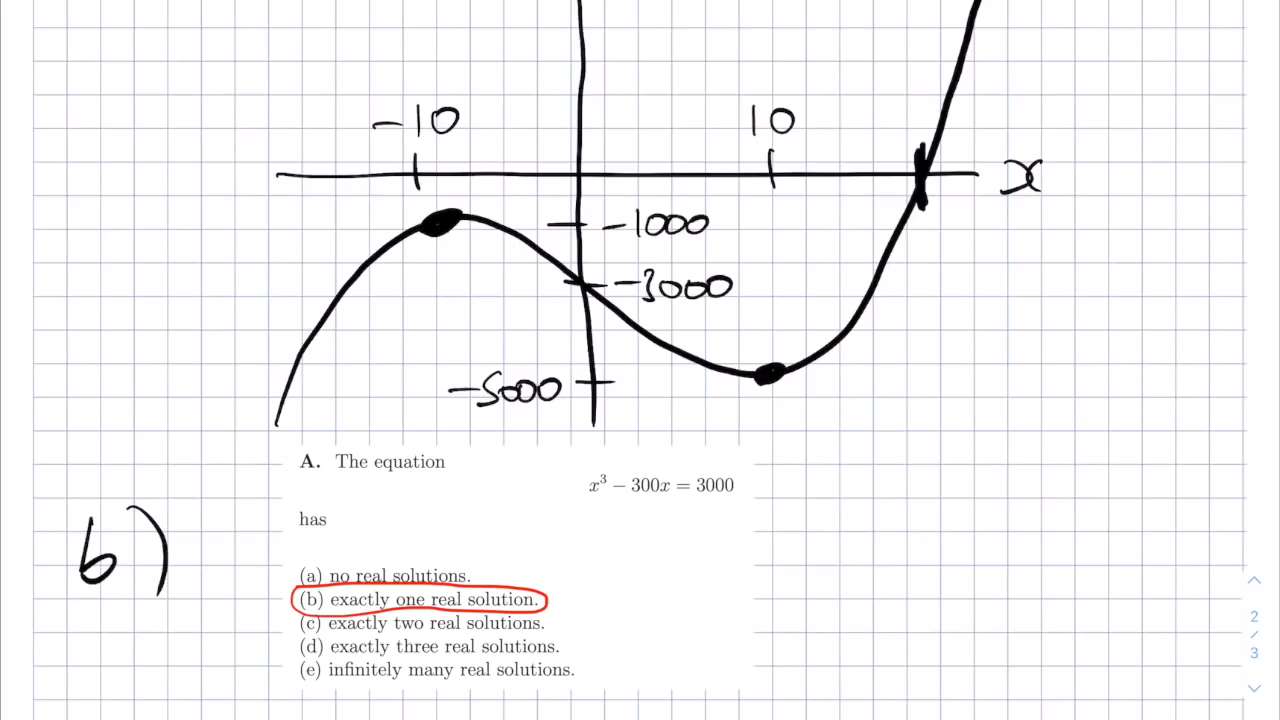 -10
10
x
-1000
-3000
-5000
A. The equation
x³ − 300x = 3000
has
b)
(a) no real solutions.
(b) exactly one real solution.
(c) exactly two real solutions.
(d) exactly three real solutions.
(e) infinitely many real solutions.
2
/
3